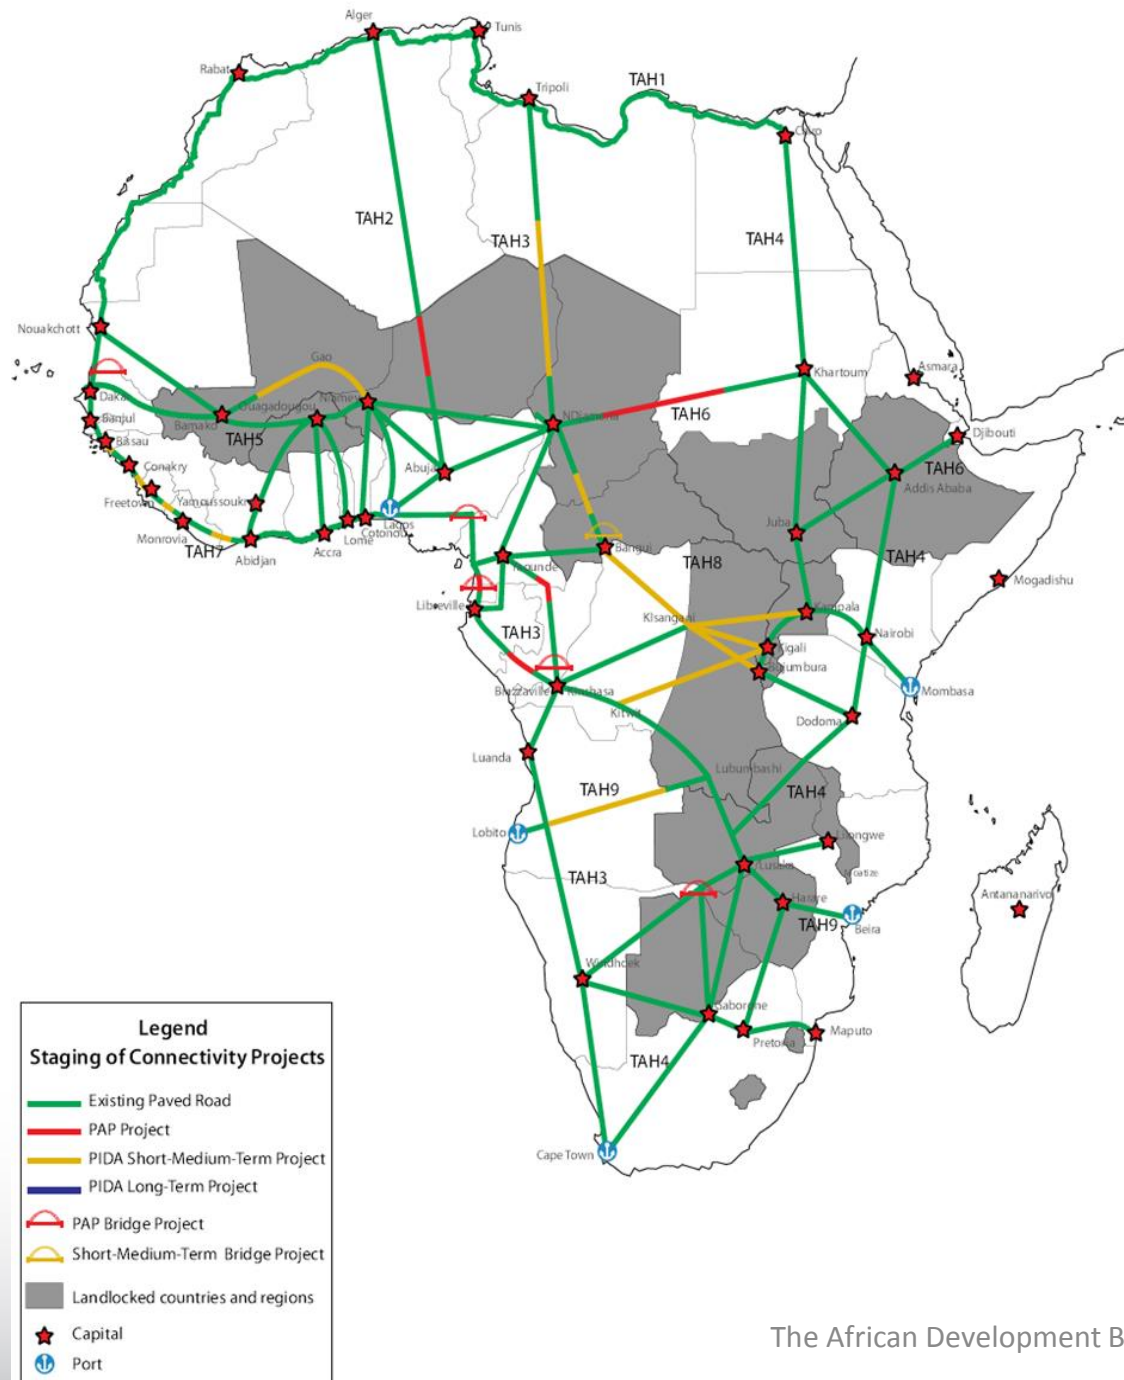 Alger
Tunis
Rabat
Tripoli
TAH1
Cairo
TAH2
TAH3
TAH4
Nouakchott
Gao
Khartoum
Asmara
Dakar
Niamey
Ouagadougou
NDjamena
TAH6
Banjul
Bamako
Djibouti
Bissau
TAH5
TAH6
Conakry
Abuja
Addis Ababa
Freetown
Yamoussoukro
Lagos
Juba
Monrovia
Cotonou
Lome
Accra
TAH7
Abidjan
Bangui
TAH4
TAH8
Yaounde
Mogadishu
Libreville
Kampala
KIsangani
TAH3
Nairobi
Kigali
Bujumbura
Brazzaville
Kinshasa
Mombasa
Kitwit
Dodoma
Luanda
Lubumbashi
TAH9
TAH4
Lobito
Lilongwe
Lusaka
TAH3
Antananarivo
Harare
TAH9
Beira
Windhoek
Gaborone
Maputo
Pretoria
TAH4
Cape Town
Legend
Staging of Connectivity Projects
Existing Paved Road
PAP Project
PIDA Short-Medium-Term Project
PIDA Long-Term Project
PAP Bridge Project
Short-Medium-Term Bridge Project
Landlocked countries and regions
Capital
Port
The African Development B